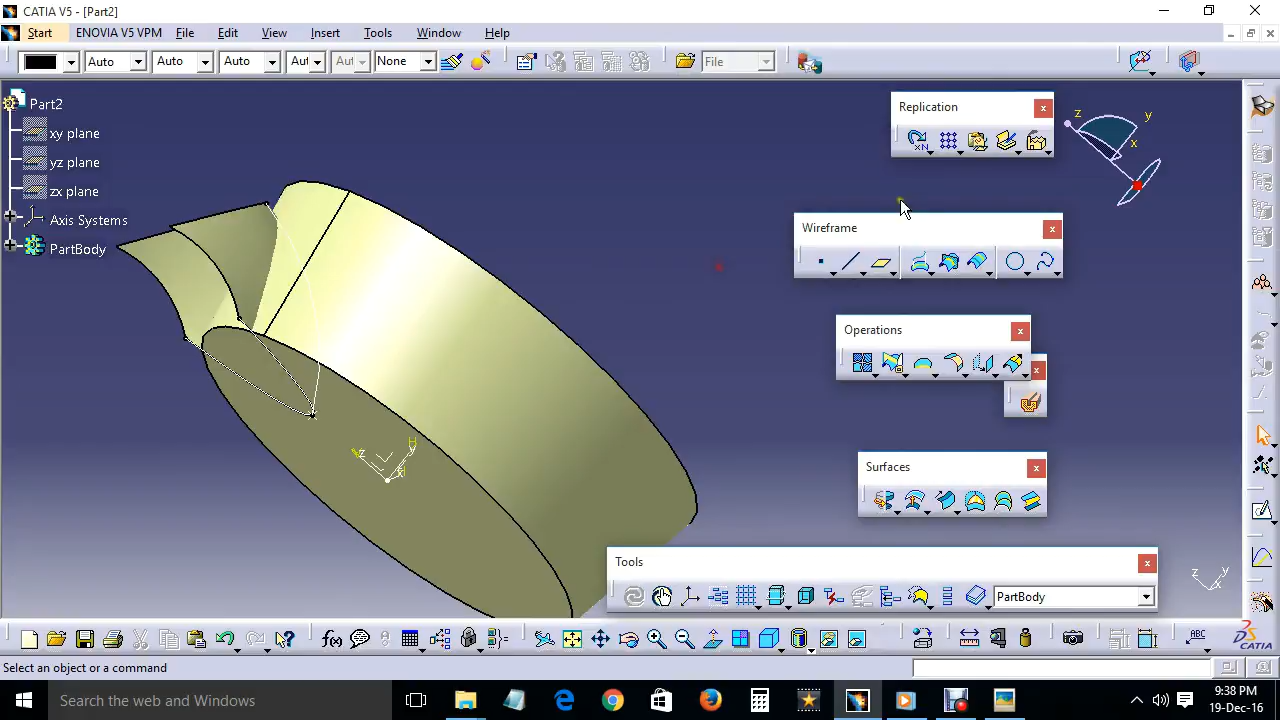 CATIA V5 - [Part2]
Start ENOVIA V5 VPM File Edit View Insert Tools Window Help
Auto Auto Auto Aut Aut None File
Part2
xy plane
yz plane
zx plane
Axis Systems
PartBody
Replication
z y x
Wireframe
Operations
Surfaces
Tools
PartBody
z y x
Select an object or a command
Search the web and Windows
9:38 PM
19-Dec-16